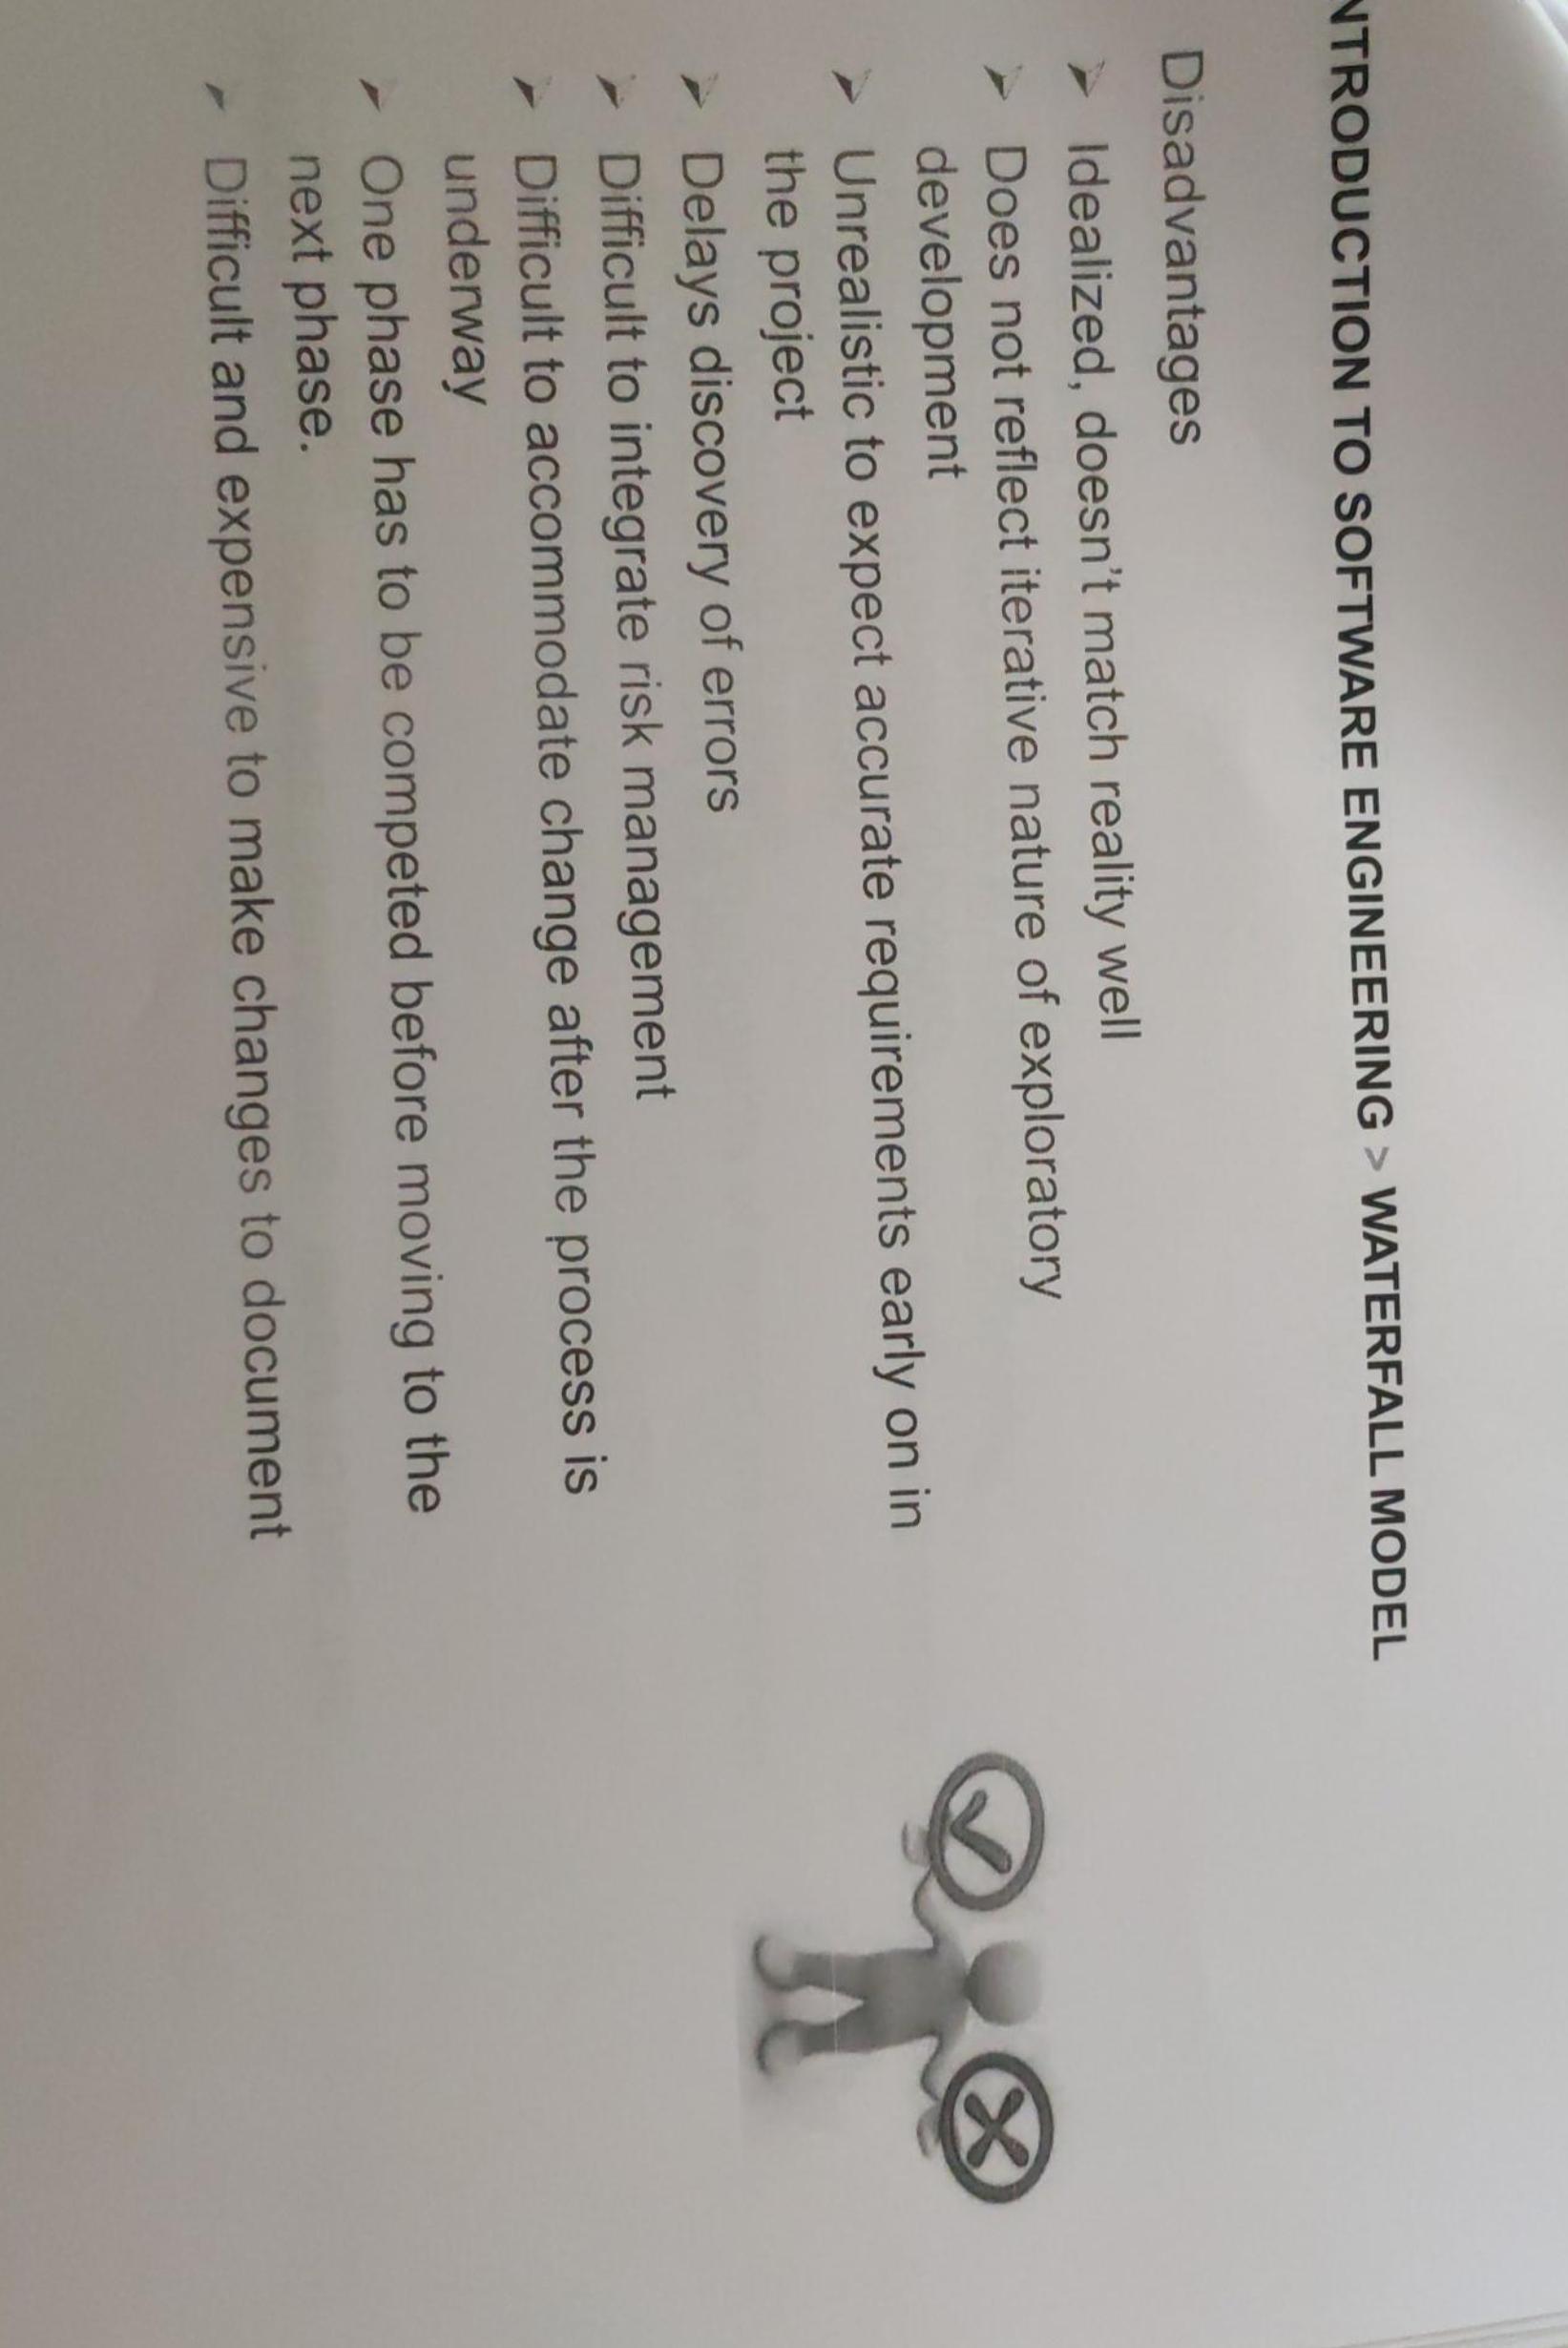 NTRODUCTION TO SOFTWARE ENGINEERING > WATERFALL MODEL
Disadvantages
➢ Idealized, doesn't match reality well
➢ Does not reflect iterative nature of exploratory
development
➢ Unrealistic to expect accurate requirements early on in
the project
➢ Delays discovery of errors
➢ Difficult to integrate risk management
➢ Difficult to accommodate change after the process is
underway
➢ One phase has to be competed before moving to the
next phase.
➢ Difficult and expensive to make changes to document